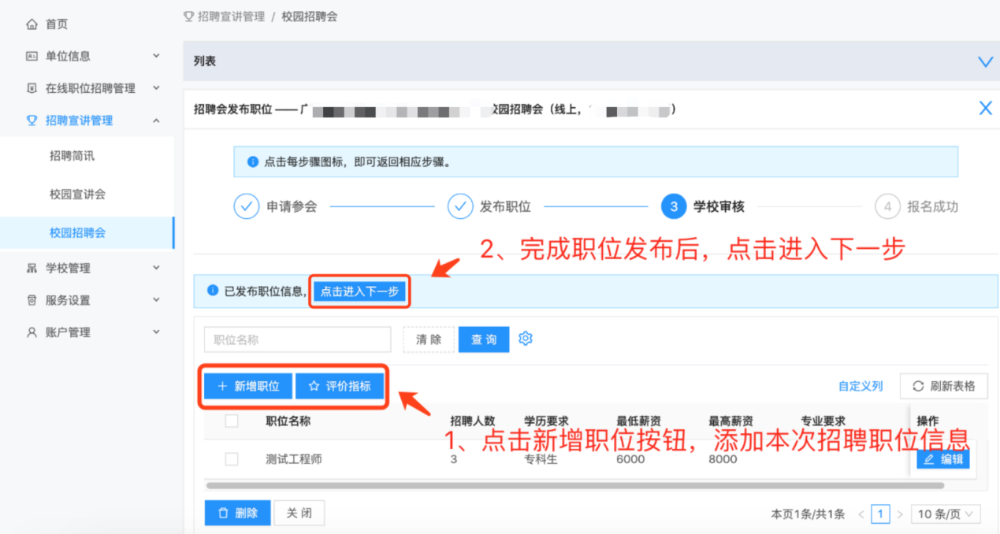 首页
单位信息
在线职位招聘管理
招聘宣讲管理
招聘简讯
校园宣讲会
校园招聘会
学校管理
服务设置
账户管理
招聘宣讲管理 / 校园招聘会
列表
招聘会发布职位 —— 校园招聘会（线上， ）
点击每步骤图标，即可返回相应步骤。
申请参会 发布职位 3 学校审核 4 报名成功
2、完成职位发布后，点击进入下一步
已发布职位信息, 点击进入下一步
职位名称 清 除 查 询
+ 新增职位 评价指标 自定义列 刷新表格
职位名称 招聘人数 学历要求 最低薪资 最高薪资 专业要求 操作
1、点击新增职位按钮，添加本次招聘职位信息
测试工程师 3 专科生 6000 8000 编辑
删除 关 闭 本页1条/共1条 < 1 > 10 条/页